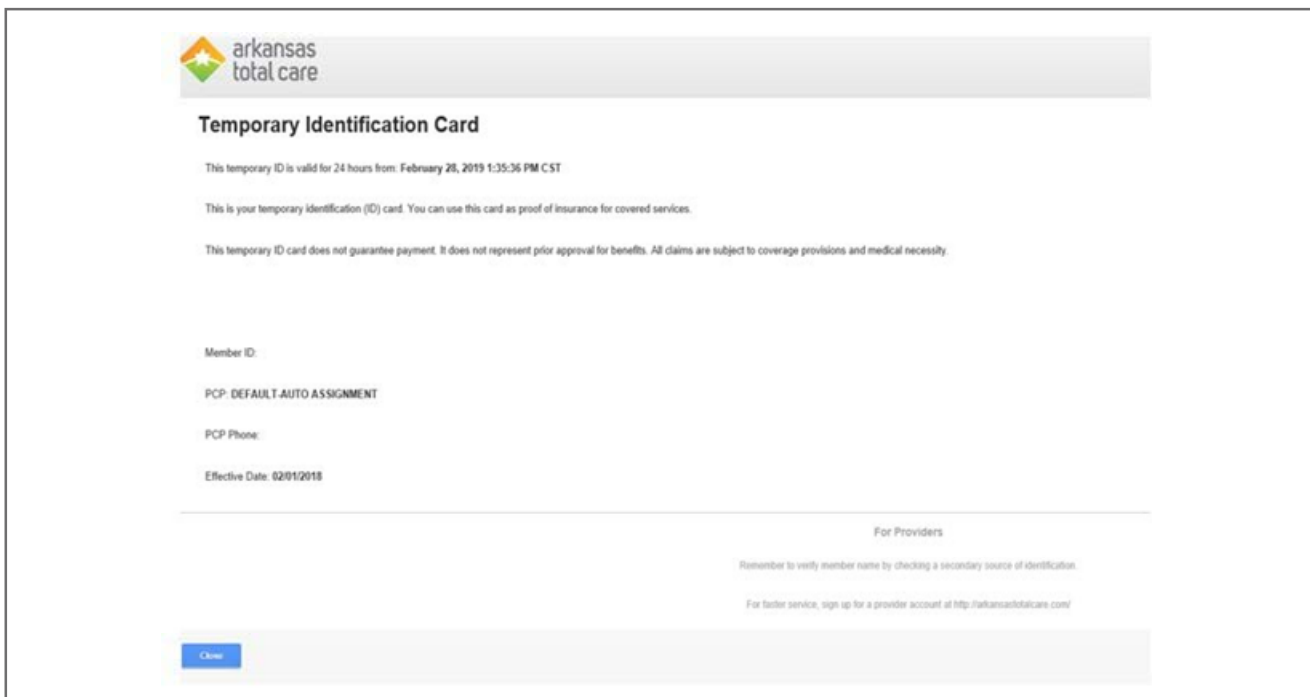 arkansas
total care
Temporary Identification Card
This temporary ID is valid for 24 hours from: February 28, 2019 1:35:36 PM CST
This is your temporary identification (ID) card. You can use this card as proof of insurance for covered services.
This temporary ID card does not guarantee payment. It does not represent prior approval for benefits. All claims are subject to coverage provisions and medical necessity.
Member ID:
PCP: DEFAULT-AUTO ASSIGNMENT
PCP Phone:
Effective Date: 02/01/2018
For Providers
Remember to verify member name by checking a secondary source of identification.
For faster service, sign up for a provider account at http://arkansastotalcare.com/
Close